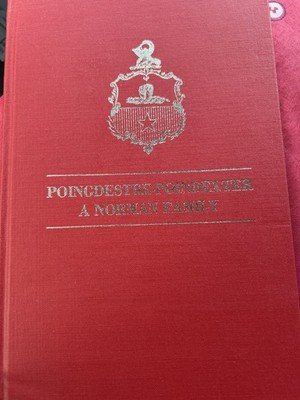 POINGDESTRE-POINDEXTER
A NORMAN FAMILY